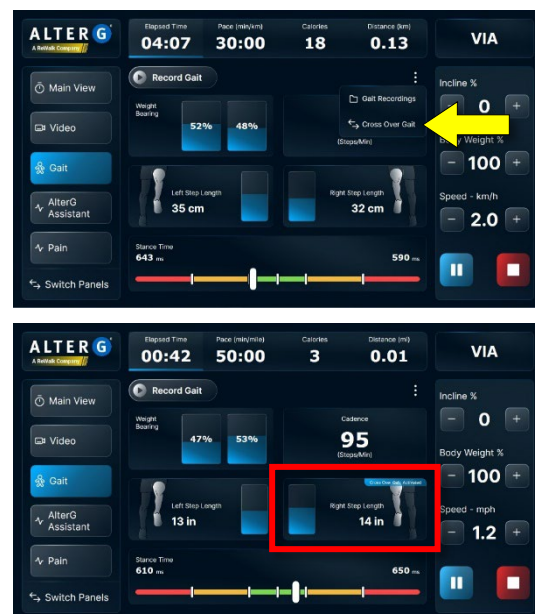 ALTER G
A ReWalk Company
Elapsed Time
04:07
Pace (min/km)
30:00
Calories
18
Distance (km)
0.13
VIA
Main View
Video
Gait
AlterG Assistant
Pain
Switch Panels
Record Gait
Gait Recordings
Cross Over Gait
Weight Bearing
52% 48%
(Steps/Min)
Left Step Length
35 cm
Right Step Length
32 cm
Stance Time
643 ms
590 ms
Incline %
- 0 +
Body Weight %
- 100 +
Speed - km/h
- 2.0 +
ALTER G
A ReWalk Company
Elapsed Time
00:42
Pace (min/mile)
50:00
Calories
3
Distance (mi)
0.01
VIA
Main View
Video
Gait
AlterG Assistant
Pain
Switch Panels
Record Gait
Weight Bearing
47% 53%
Cadence
95
(Steps/Min)
Left Step Length
13 in
Cross Over Gait Activated
Right Step Length
14 in
Stance Time
610 ms
650 ms
Incline %
- 0 +
Body Weight %
- 100 +
Speed - mph
- 1.2 +